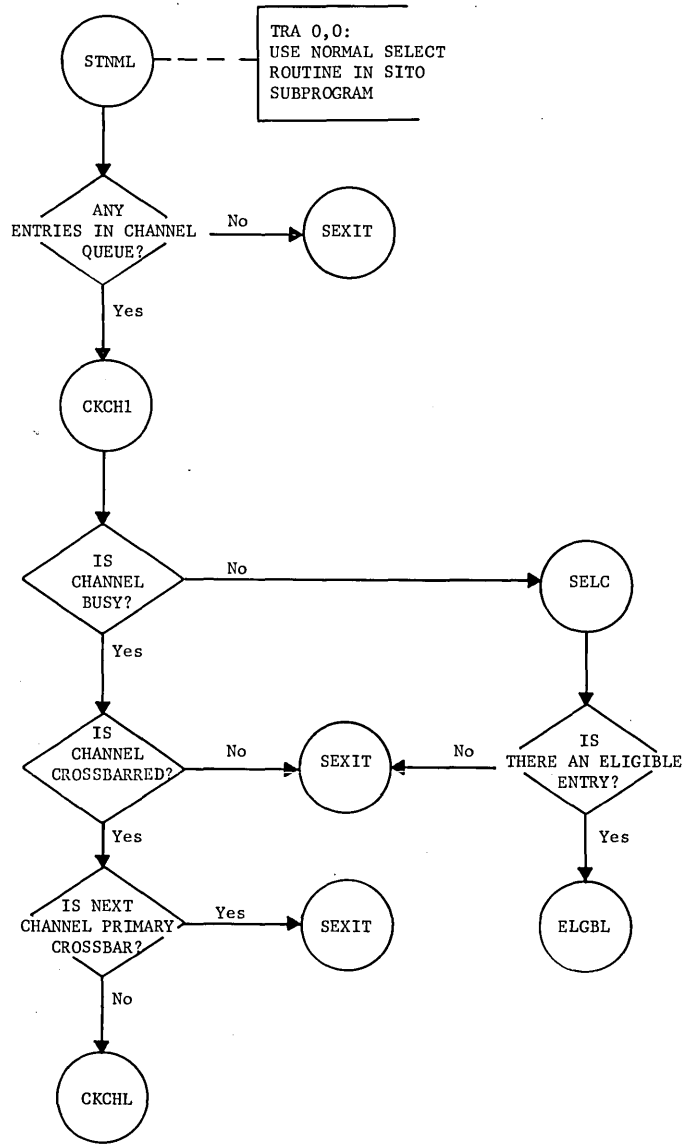 STNML
TRA 0,0:
USE NORMAL SELECT
ROUTINE IN SITO
SUBPROGRAM
ANY
ENTRIES IN CHANNEL
QUEUE?
No
SEXIT
Yes
CKCH1
IS
CHANNEL
BUSY?
No
SELC
Yes
IS
CHANNEL
CROSSBARRED?
No
SEXIT
No
IS
THERE AN ELIGIBLE
ENTRY?
Yes
Yes
IS NEXT
CHANNEL PRIMARY
CROSSBAR?
Yes
SEXIT
ELGBL
No
CKCHL